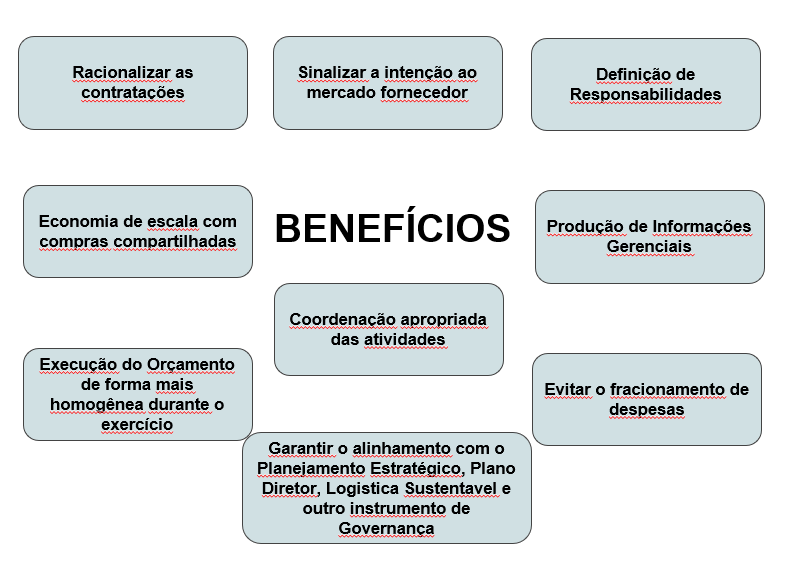 Racionalizar as
contratações
Sinalizar a intenção ao
mercado fornecedor
Definição de
Responsabilidades
Economia de escala com
compras compartilhadas
BENEFÍCIOS
Produção de Informações
Gerenciais
Coordenação apropriada
das atividades
Execução do Orçamento
de forma mais
homogênea durante o
exercício
Evitar o fracionamento de
despesas
Garantir o alinhamento com o
Planejamento Estratégico, Plano
Diretor, Logistica Sustentavel e
outro instrumento de
Governança